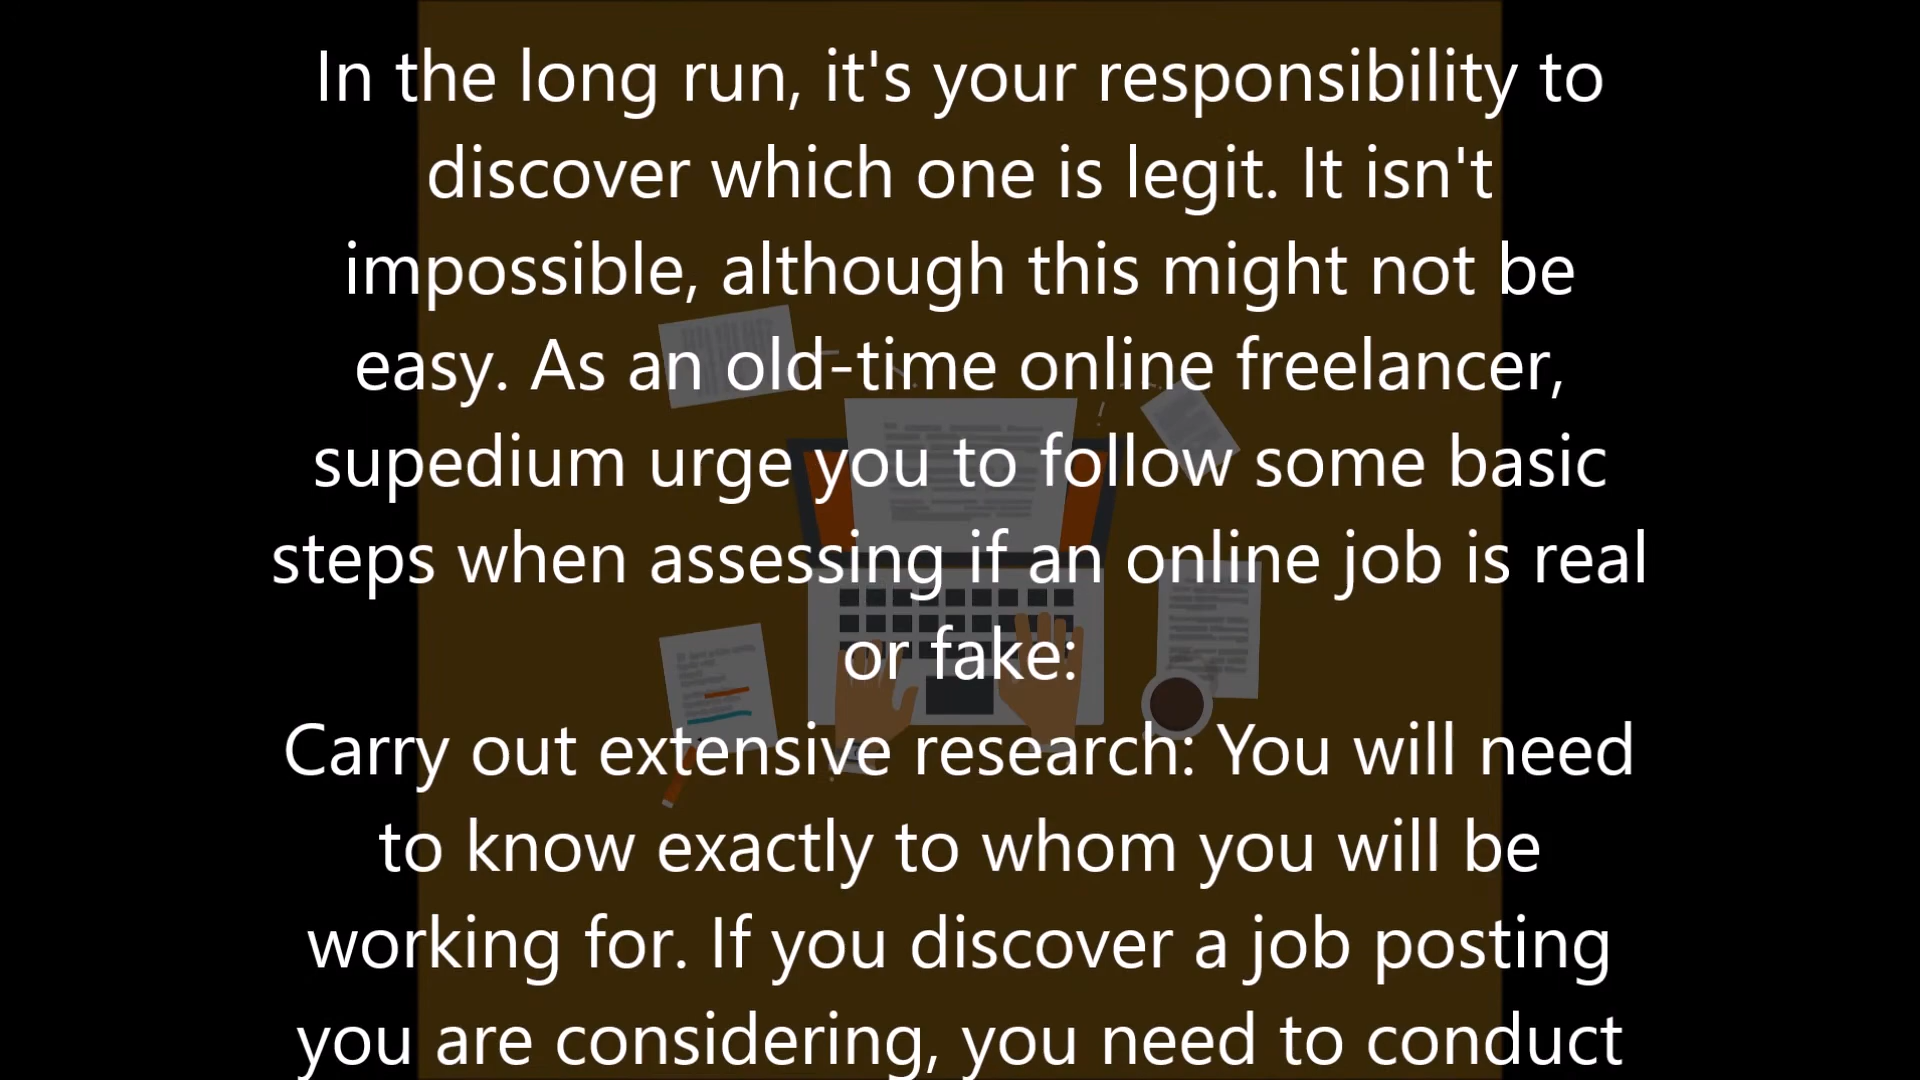 In the long run, it's your responsibility to
discover which one is legit. It isn't
impossible, although this might not be
easy. As an old-time online freelancer,
supedium urge you to follow some basic
steps when assessing if an online job is real
or fake:
Carry out extensive research: You will need
to know exactly to whom you will be
working for. If you discover a job posting
you are considering, you need to conduct